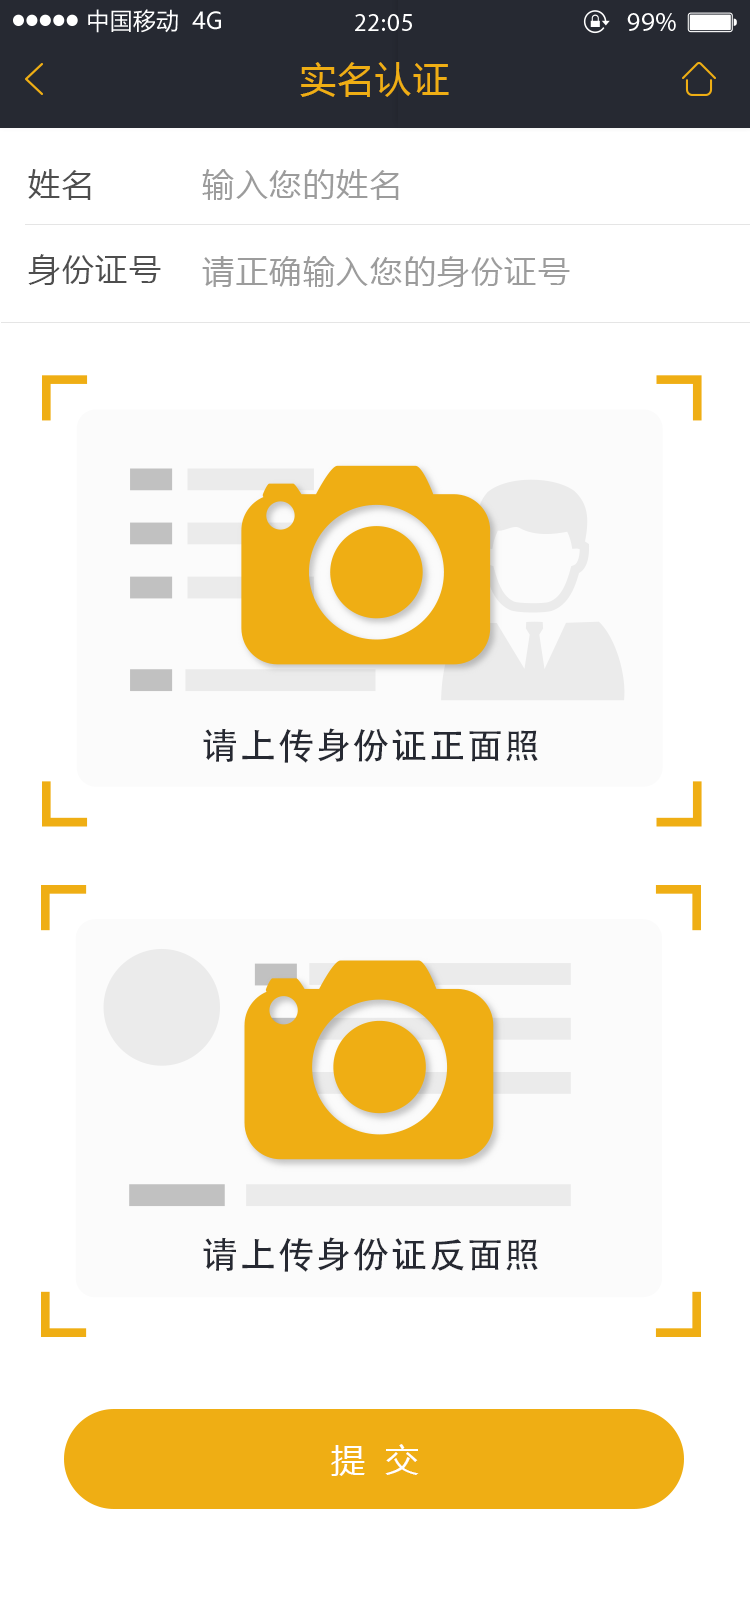 中国移动 4G 22:05 99%
实名认证
姓名 输入您的姓名
身份证号 请正确输入您的身份证号
请上传身份证正面照
请上传身份证反面照
提 交